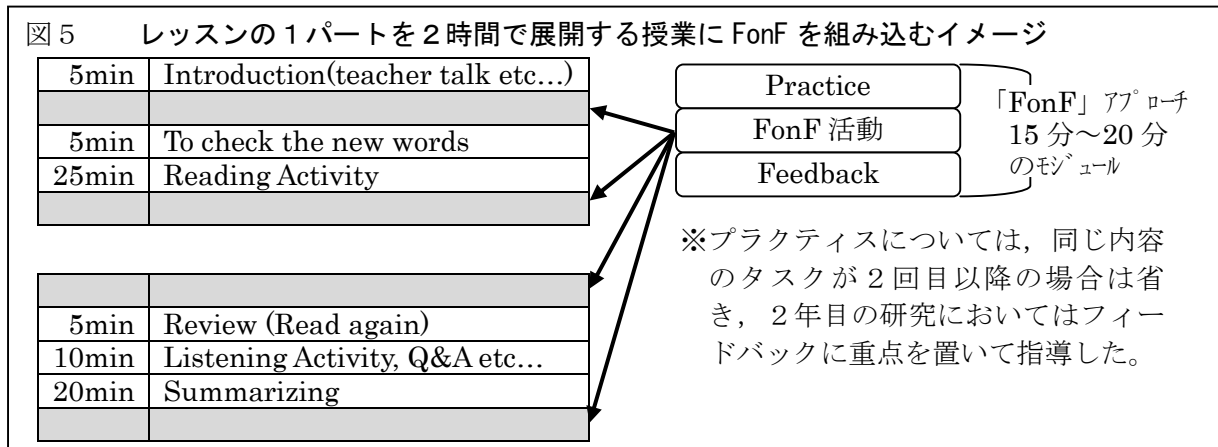 図５　レッスンの１パートを２時間で展開する授業に FonF を組み込むイメージ
5min Introduction(teacher talk etc…)
5min To check the new words
25min Reading Activity
5min Review (Read again)
10min Listening Activity, Q&A etc…
20min Summarizing
Practice
FonF 活動
Feedback
「FonF」ｱﾌﾟﾛｰﾁ
15 分～20 分
のﾓｼﾞｭｰﾙ
※プラクティスについては，同じ内容
のタスクが２回目以降の場合は省
き，２年目の研究においてはフィー
ドバックに重点を置いて指導した。